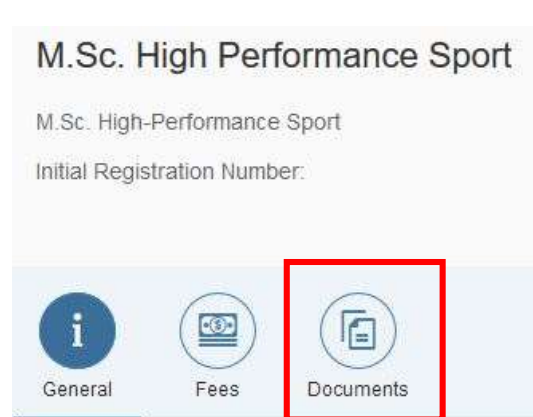 M.Sc. High Performance Sport
M.Sc. High-Performance Sport
Initial Registration Number:
General Fees Documents